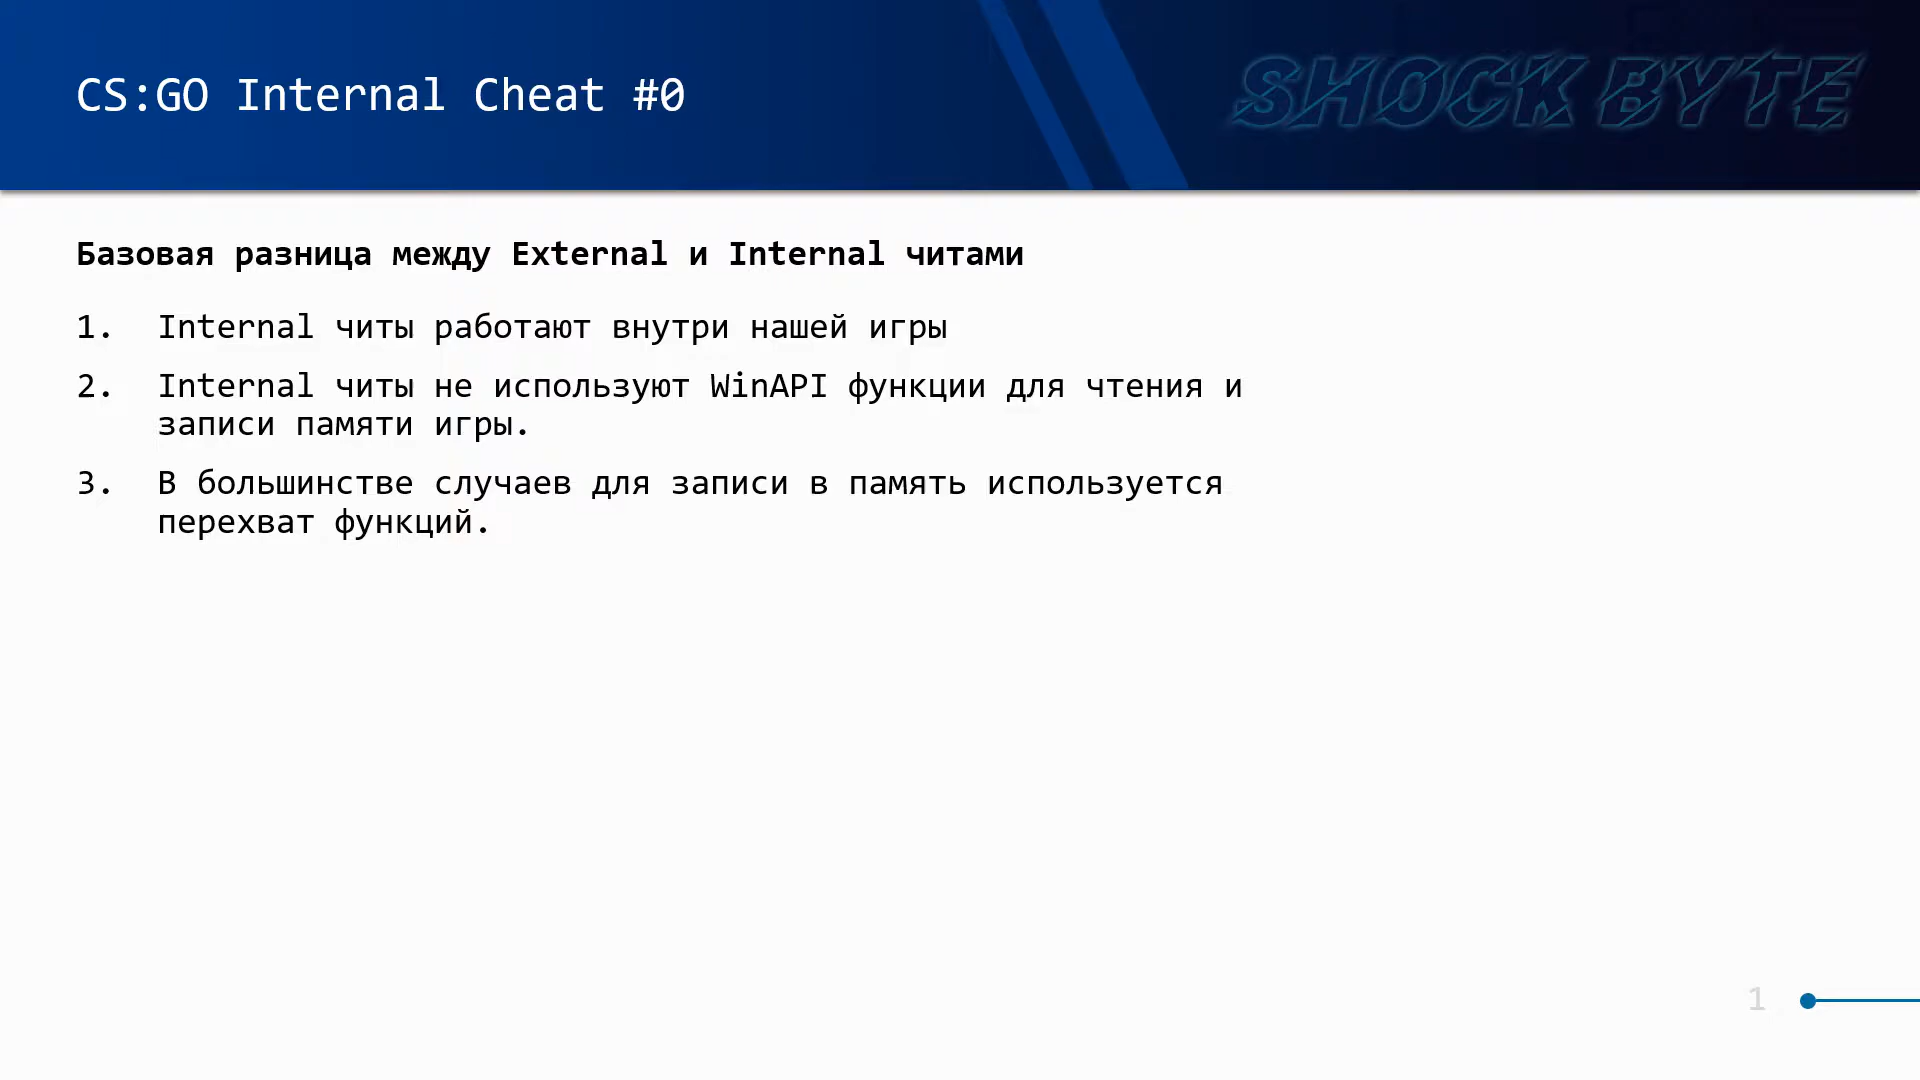 CS:GO Internal Cheat #0
SHOCK BYTE
Базовая разница между External и Internal читами
1. Internal читы работают внутри нашей игры
2. Internal читы не используют WinAPI функции для чтения и
записи памяти игры.
3. В большинстве случаев для записи в память используется
перехват функций.
1